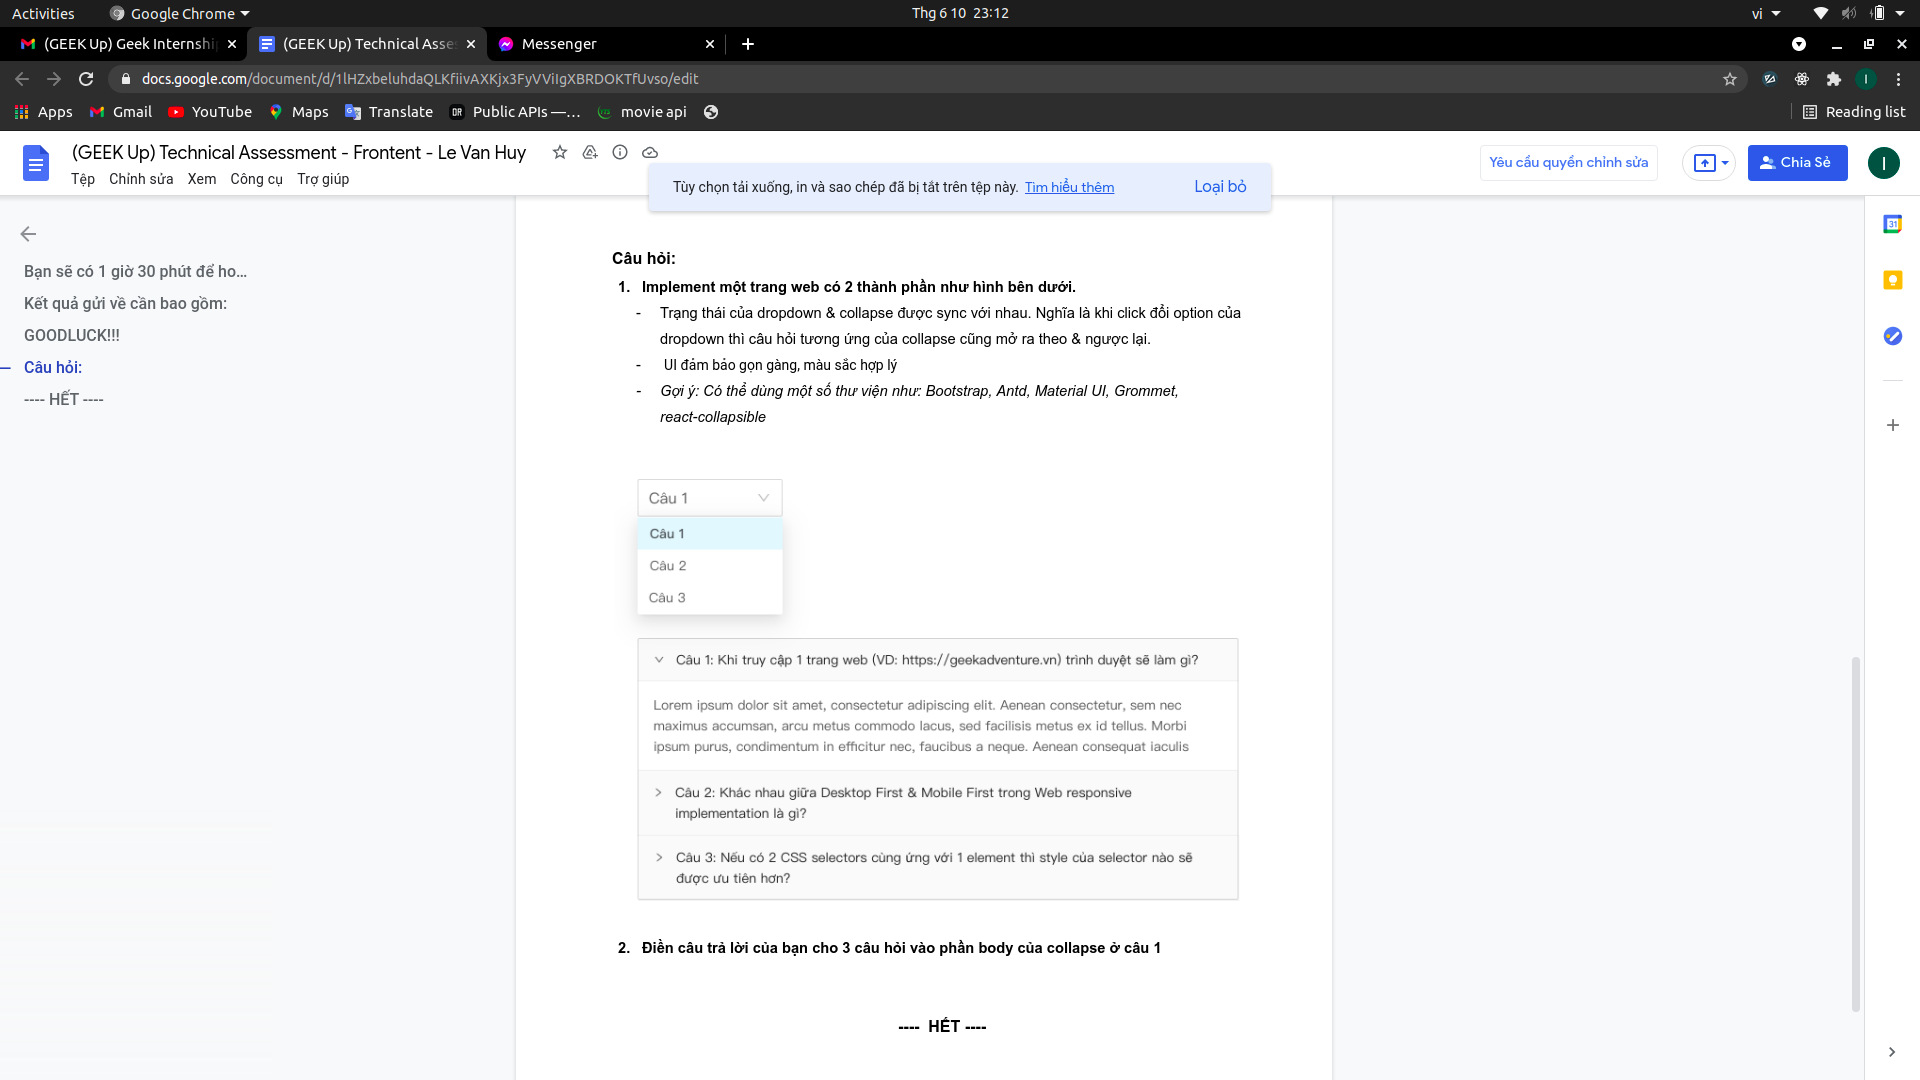 Activities
Google Chrome
Thg 6 10 23:12
vi
(GEEK Up) Geek Internship
(GEEK Up) Technical Asses
Messenger
docs.google.com/document/d/1lHZxbeluhdaQLKfiivAXKjx3FyVViIgXBRDOKTfUvso/edit
Apps
Gmail
YouTube
Maps
Translate
Public APIs —...
movie api
Reading list
(GEEK Up) Technical Assessment - Frontent - Le Van Huy
Tệp Chỉnh sửa Xem Công cụ Trợ giúp
Yêu cầu quyền chỉnh sửa
Chia Sẻ
I
Tùy chọn tải xuống, in và sao chép đã bị tắt trên tệp này. Tìm hiểu thêm
Loại bỏ
Bạn sẽ có 1 giờ 30 phút để ho...
Kết quả gửi về cần bao gồm:
GOODLUCK!!!
Câu hỏi:
---- HẾT ----
Câu hỏi:
1. Implement một trang web có 2 thành phần như hình bên dưới.
- Trạng thái của dropdown & collapse được sync với nhau. Nghĩa là khi click đổi option của
dropdown thì câu hỏi tương ứng của collapse cũng mở ra theo & ngược lại.
- UI đảm bảo gọn gàng, màu sắc hợp lý
- Gợi ý: Có thể dùng một số thư viện như: Bootstrap, Antd, Material UI, Grommet,
react-collapsible
Câu 1
Câu 1
Câu 2
Câu 3
Câu 1: Khi truy cập 1 trang web (VD: https://geekadventure.vn) trình duyệt sẽ làm gì?
Lorem ipsum dolor sit amet, consectetur adipiscing elit. Aenean consectetur, sem nec
maximus accumsan, arcu metus commodo lacus, sed facilisis metus ex id tellus. Morbi
ipsum purus, condimentum in efficitur nec, faucibus a neque. Aenean consequat iaculis
Câu 2: Khác nhau giữa Desktop First & Mobile First trong Web responsive
implementation là gì?
Câu 3: Nếu có 2 CSS selectors cùng ứng với 1 element thì style của selector nào sẽ
được ưu tiên hơn?
2. Điền câu trả lời của bạn cho 3 câu hỏi vào phần body của collapse ở câu 1
---- HẾT ----
31